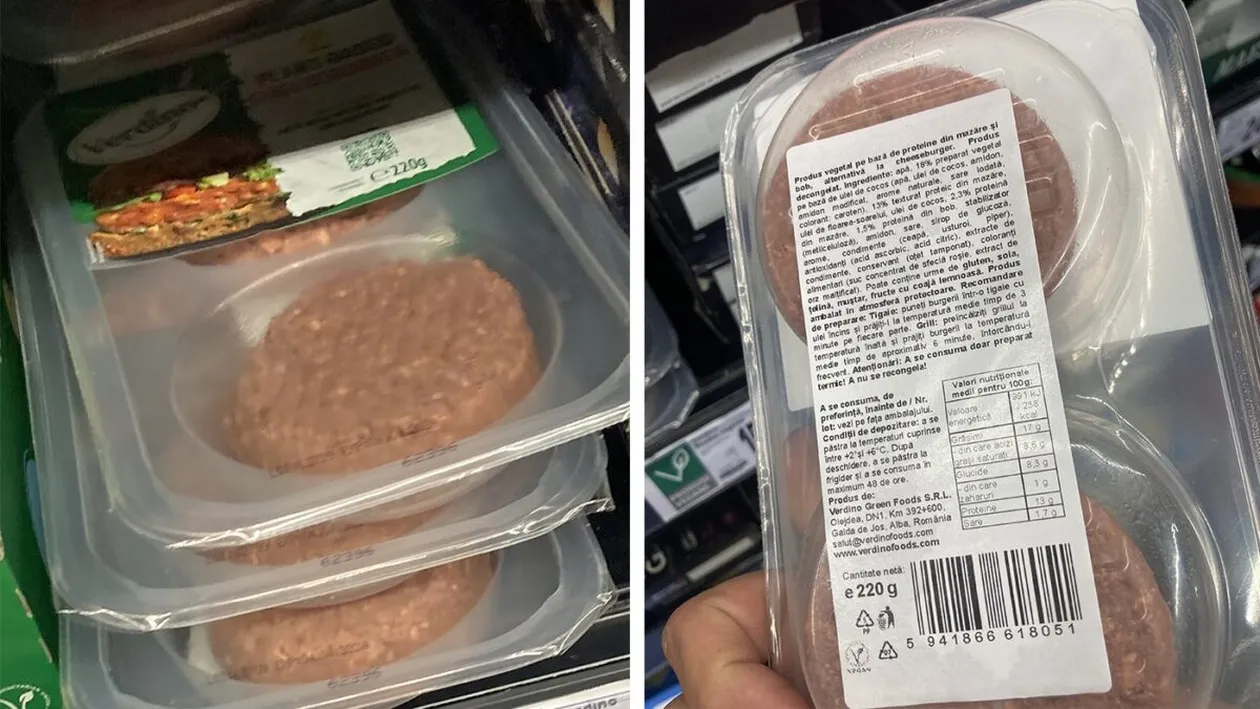 Verdino
PLANT-BASED
e220g
62396
62396
62396
Produs vegetal pe bază de proteine din mazăre și
bob, alternativă la cheeseburger. Produs
decongelat. Ingrediente: apă, 18% preparat vegetal
pe bază de ulei de cocos (apă, ulei de cocos, amidon,
amidon modificat, arome naturale, sare iodată,
colorant: caroten), 13% texturat proteic din mazăre,
ulei de floarea-soarelui, ulei de cocos, 2,3% proteină
din mazăre, 1,5% proteină din bob, stabilizator
(metilceluloză), amidon, sare, sirop de glucoză,
arome, condimente (ceapă, usturoi, piper),
antioxidanți (acid ascorbic, acid citric), extracte de
condimente, conservant (oțet tamponat), coloranți
alimentari (suc concentrat de sfeclă roșie, extract de
orz maltificat). Poate conține urme de gluten, soia,
țelină, muștar, fructe cu coajă lemnoasă. Produs
ambalat în atmosferă protectoare. Recomandare
de preparare: Tigaie: puneți burgerii într-o tigaie cu
ulei încins și prăjiți-i la temperatură medie timp de 3
minute pe fiecare parte. Grill: preîncălziți grillul la
temperatură înaltă și prăjiți burgerii la temperatură
medie timp de aproximativ 6 minute, întorcându-i
frecvent. Atenționări: A se consuma doar preparat
termic! A nu se recongela!
A se consuma, de
preferință, înainte de / Nr.
lot: vezi pe fața ambalajului.
Condiții de depozitare: a se
păstra la temperaturi cuprinse
între +2°și +6°C. După
deschidere, a se păstra la
frigider și a se consuma în
maximum 48 de ore.
Produs de:
Verdino Green Foods S.R.L.
Oiejdea, DN1, Km 392+600,
Galda de Jos, Alba, România
salut@verdinofoods.com
www.verdinofoods.com
Valori nutriționale
medii pentru 100g:
Valoare energetică 991 kJ / 238 kcal
Grăsimi 17 g
- din care acizi grași saturați 8,6 g
Glucide 8,3 g
- din care zaharuri 1 g
Proteine 13 g
Sare 1,7 g
Cantitate netă:
e 220 g
PP
VEGAN
5 941866 618051